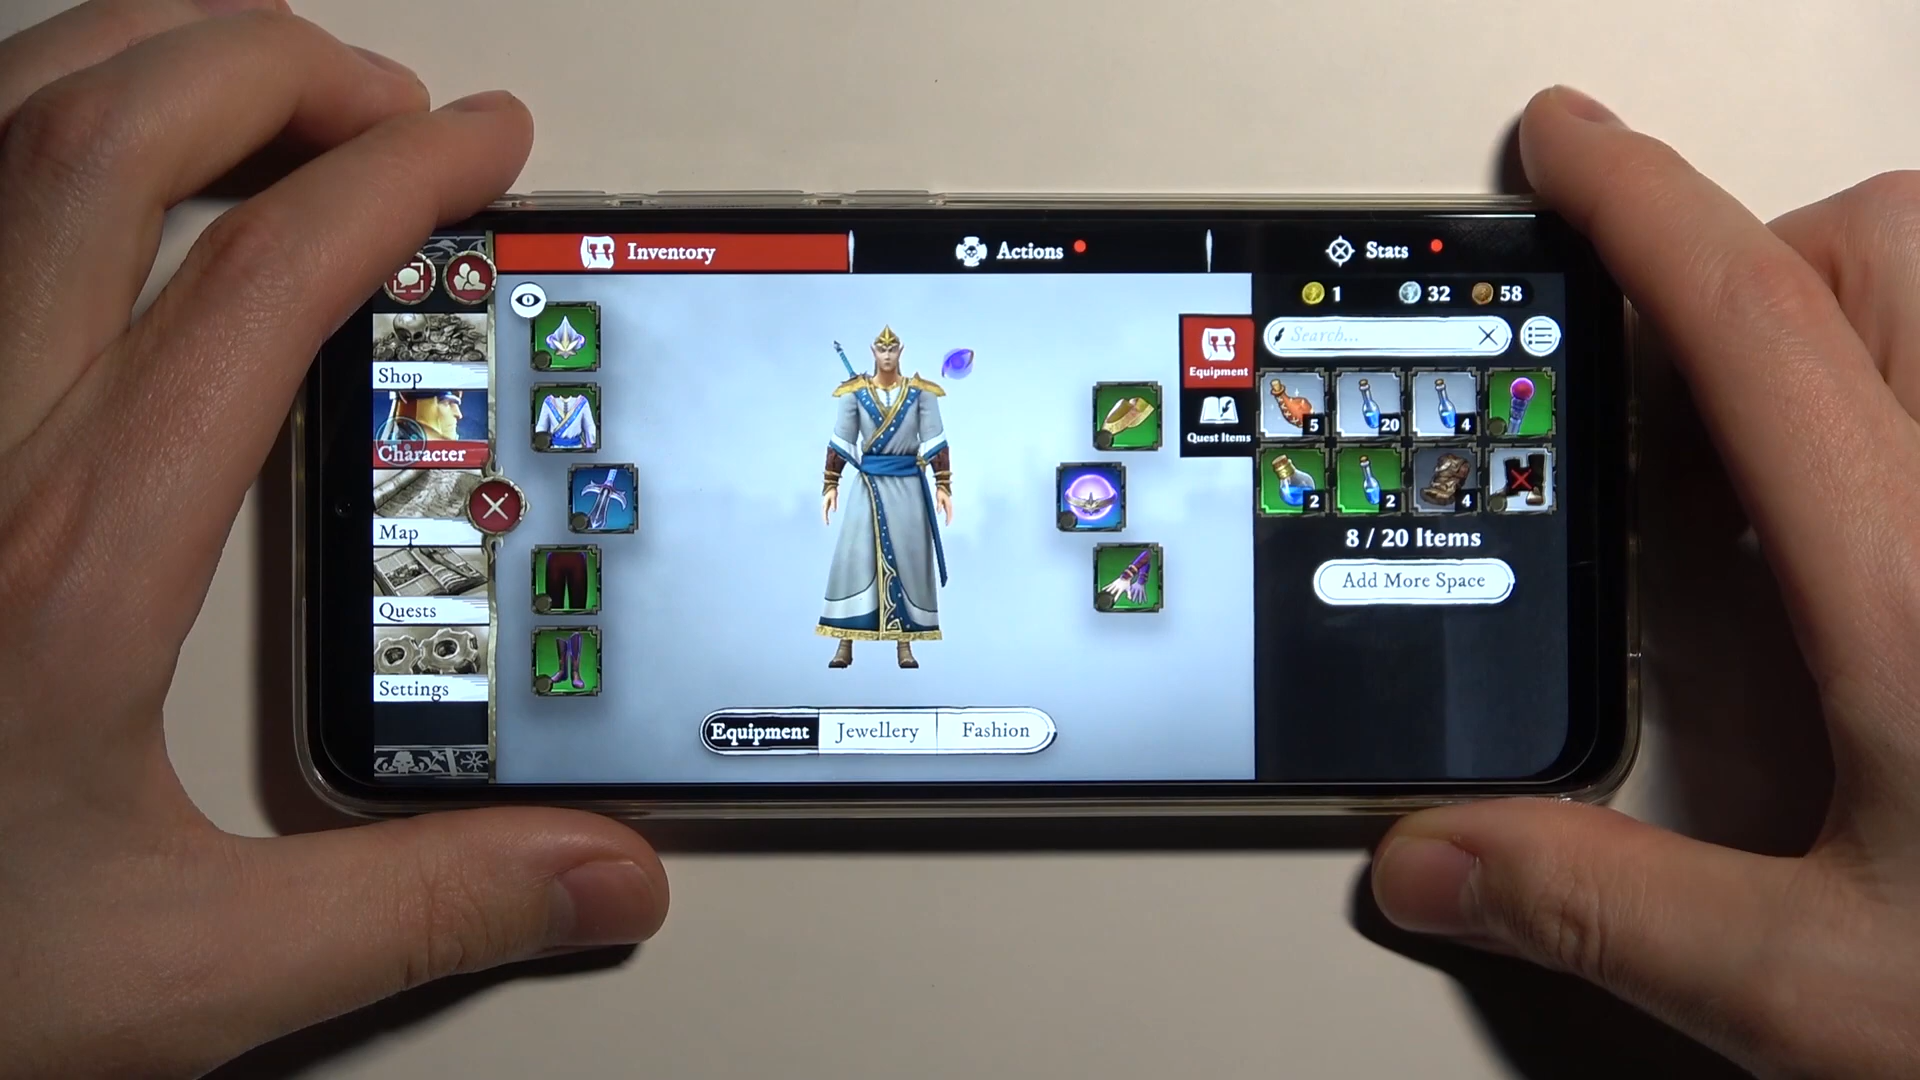 Inventory
Actions
Stats
1 32 58
Search...
Shop
Character
Map
Quests
Settings
Equipment
Quest Items
5 20 4
2 2 4
8 / 20 Items
Add More Space
Equipment Jewellery Fashion